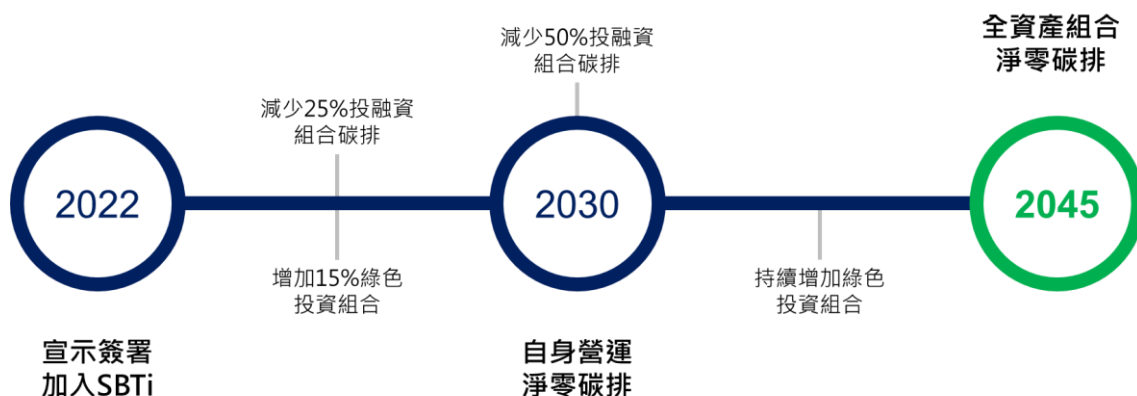 2022
宣示簽署
加入SBTi
減少25%投融資
組合碳排
增加15%綠色
投資組合
減少50%投融資
組合碳排
2030
自身營運
淨零碳排
持續增加綠色
投資組合
全資產組合
淨零碳排
2045